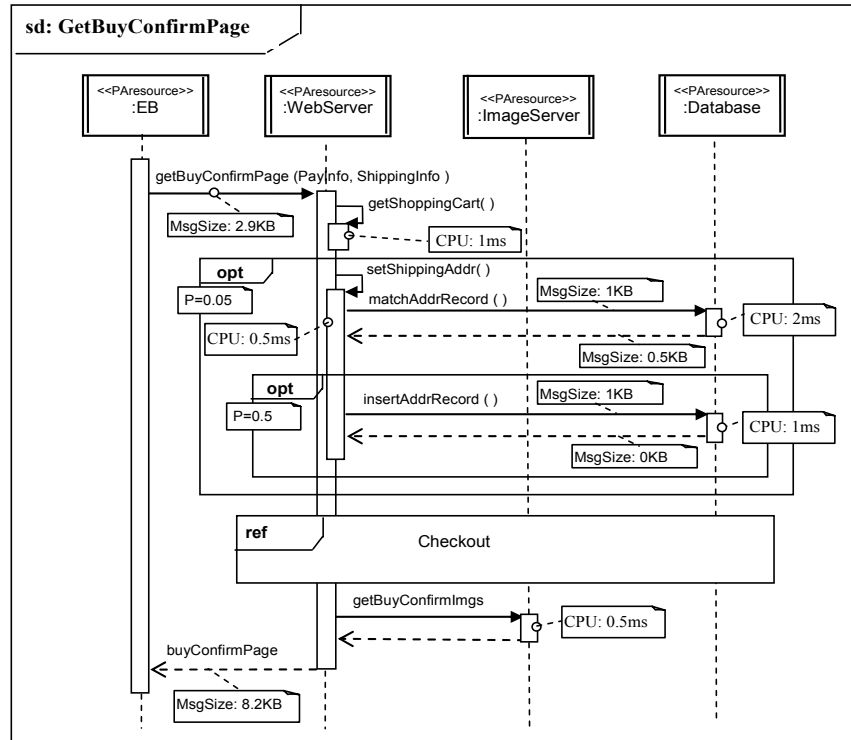 sd: GetBuyConfirmPage
<<PAresource>>
:EB
<<PAresource>>
:WebServer
<<PAresource>>
:ImageServer
<<PAresource>>
:Database
getBuyConfirmPage (PayInfo, ShippingInfo )
MsgSize: 2.9KB
getShoppingCart( )
CPU: 1ms
opt
P=0.05
setShippingAddr( )
MsgSize: 1KB
matchAddrRecord ( )
CPU: 2ms
CPU: 0.5ms
MsgSize: 0.5KB
opt
P=0.5
MsgSize: 1KB
insertAddrRecord ( )
CPU: 1ms
MsgSize: 0KB
ref
Checkout
getBuyConfirmImgs
CPU: 0.5ms
buyConfirmPage
MsgSize: 8.2KB